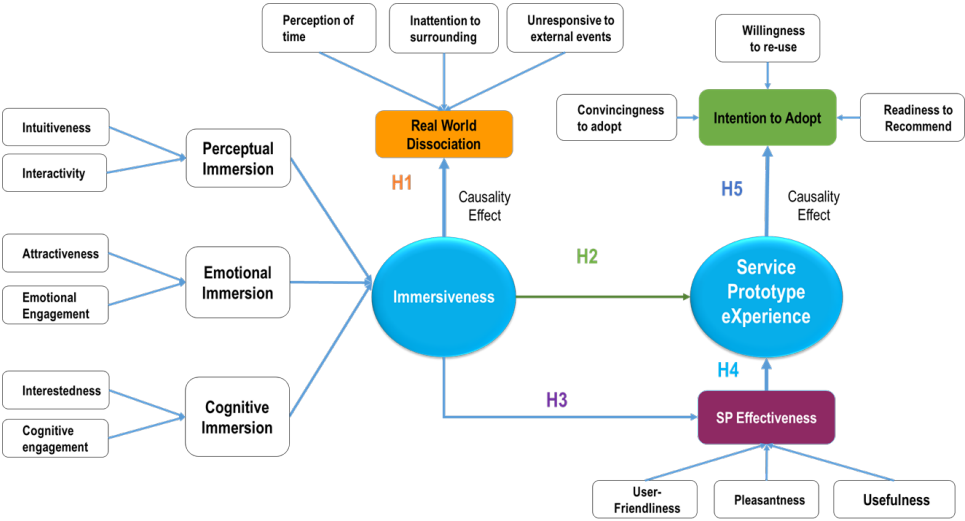 Perception of
time
Inattention to
surrounding
Unresponsive to
external events
Willingness
to re-use
Convincingness
to adopt
Intention to Adopt
Readiness to
Recommend
Real World
Dissociation
Intuitiveness
Interactivity
Perceptual
Immersion
H1
Causality
Effect
H5
Causality
Effect
Attractiveness
Emotional
Engagement
Emotional
Immersion
Immersiveness
H2
Service
Prototype
eXperience
H4
Interestedness
Cognitive
engagement
Cognitive
Immersion
H3
SP Effectiveness
User-
Friendliness
Pleasantness
Usefulness